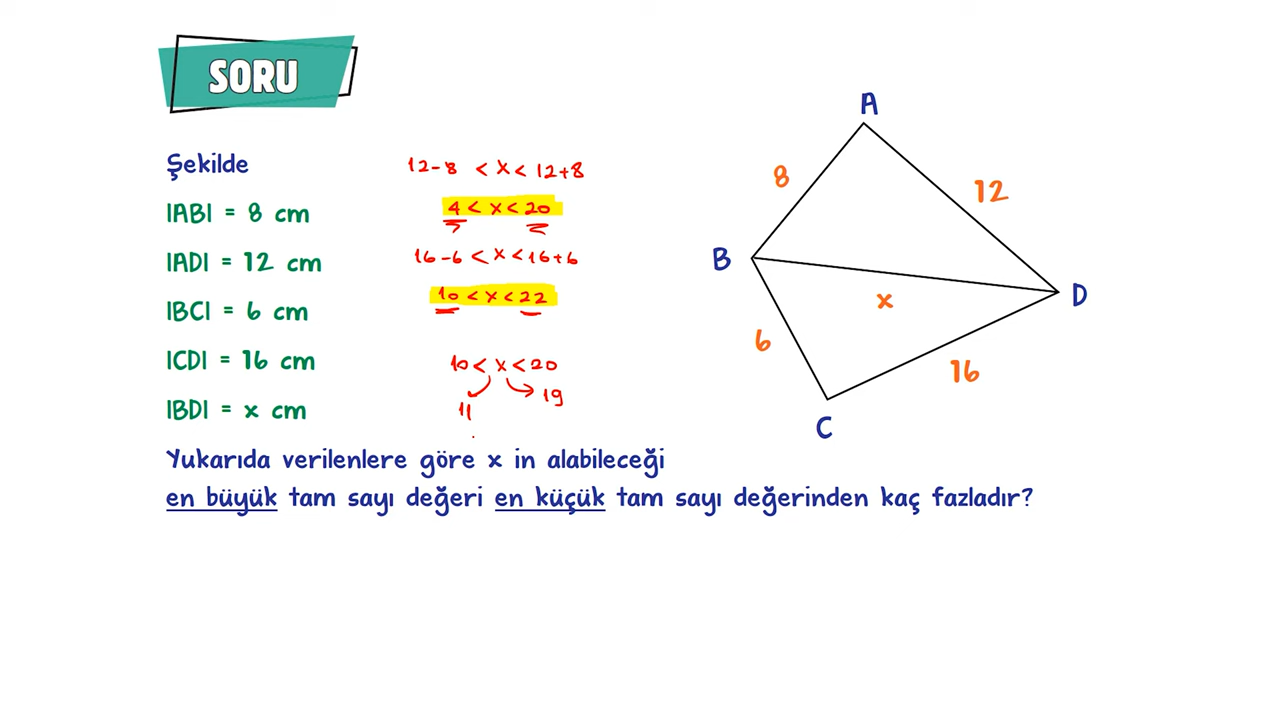 SORU
Şekilde
|AB| = 8 cm
|AD| = 12 cm
|BC| = 6 cm
|CD| = 16 cm
|BD| = x cm
12-8 < x < 12+8
4 < x < 20
16-6 < x < 16+6
10 < x < 22
10 < x < 20
11
19
Yukarıda verilenlere göre x in alabileceği
en büyük tam sayı değeri en küçük tam sayı değerinden kaç fazladır?
A
8
12
B
D
x
6
16
C